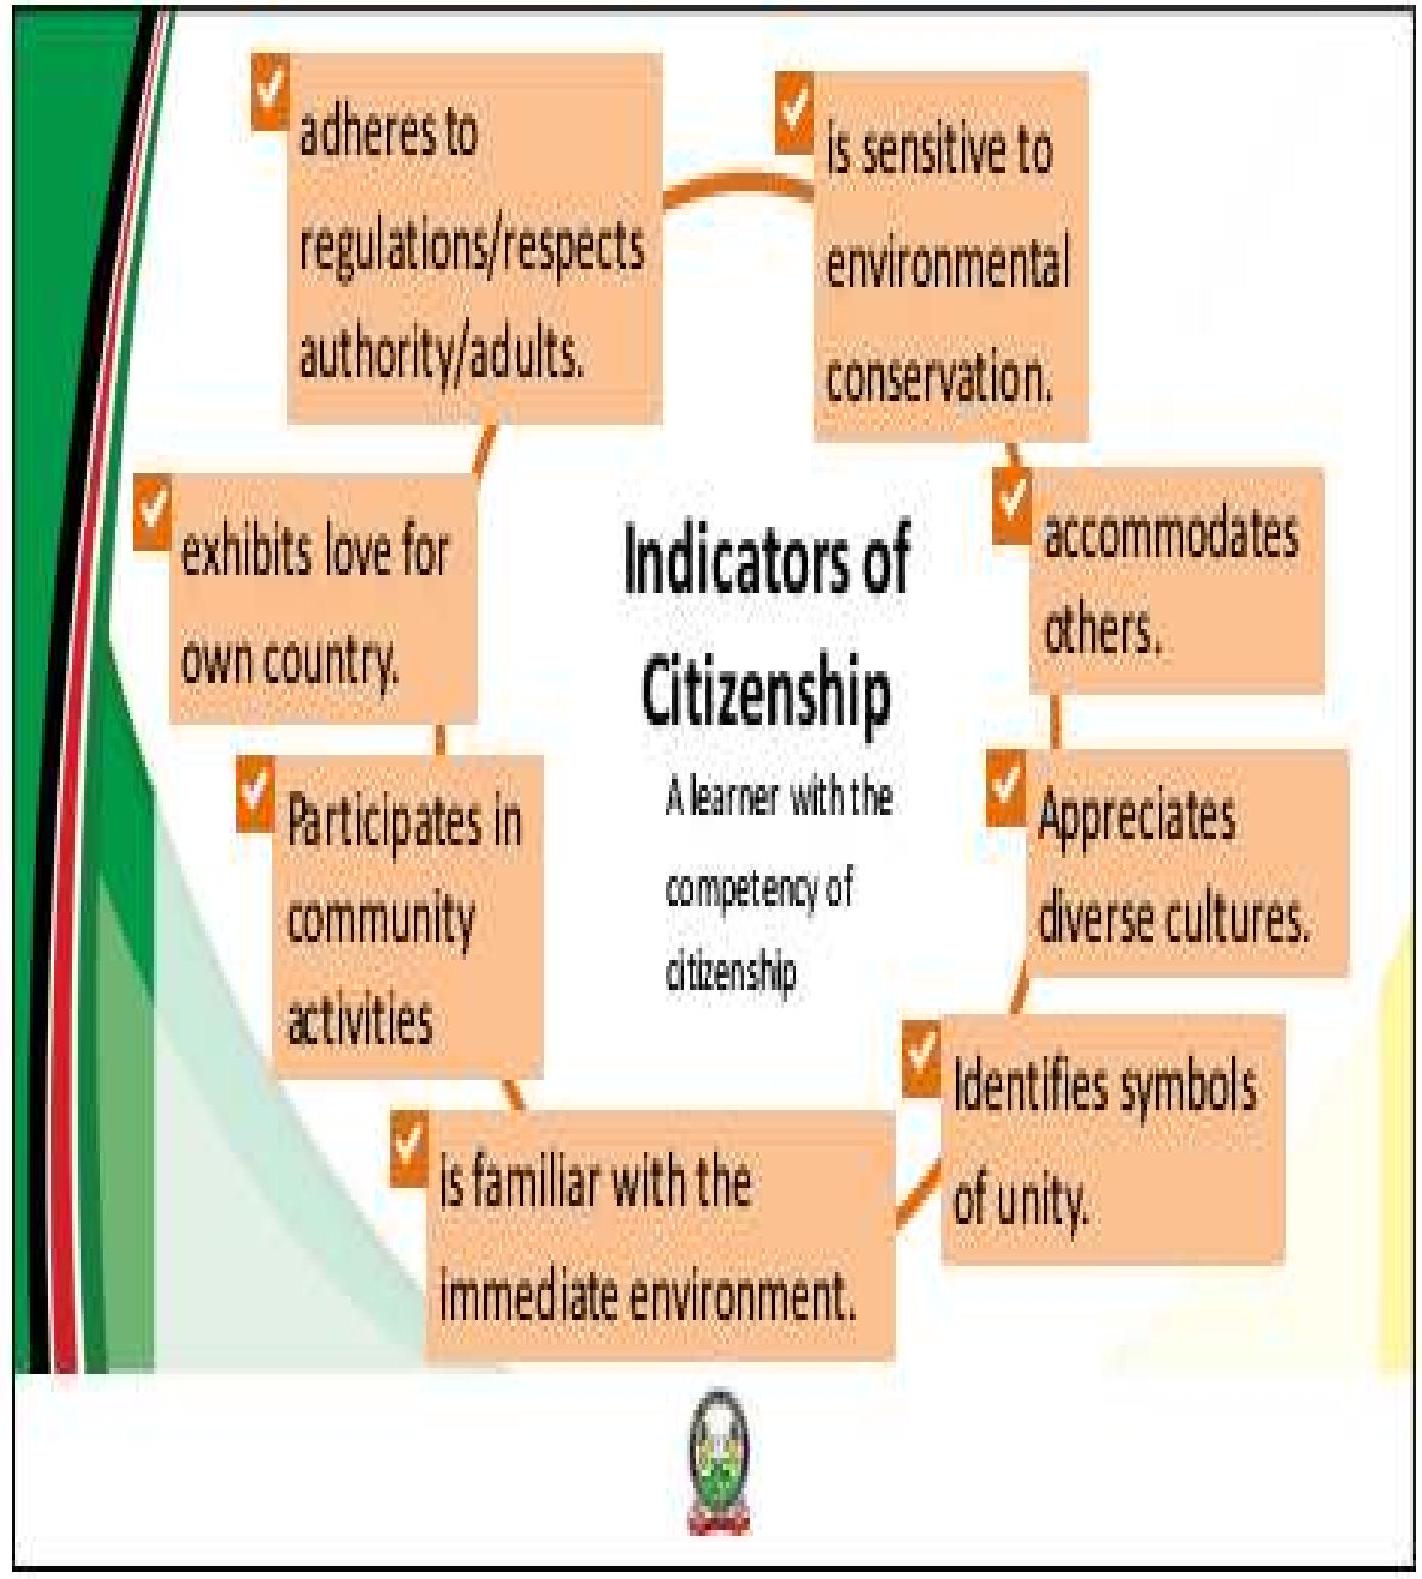 adheres to
regulations/respects
authority/adults.
is sensitive to
environmental
conservation.
exhibits love for
own country.
Indicators of
Citizenship
A learner with the
competency of
citizenship
accommodates
others.
Participates in
community
activities
Appreciates
diverse cultures.
is familiar with the
immediate environment.
Identifies symbols
of unity.